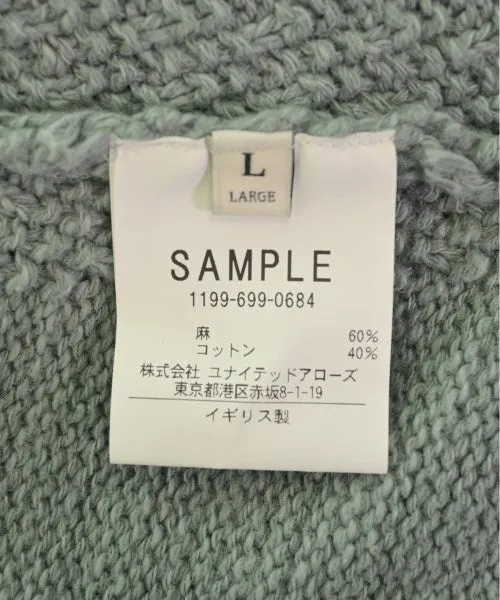 L
LARGE
SAMPLE
1199-699-0684
麻 60%
コットン 40%
株式会社 ユナイテッドアローズ
東京都港区赤坂8-1-19
イギリス製